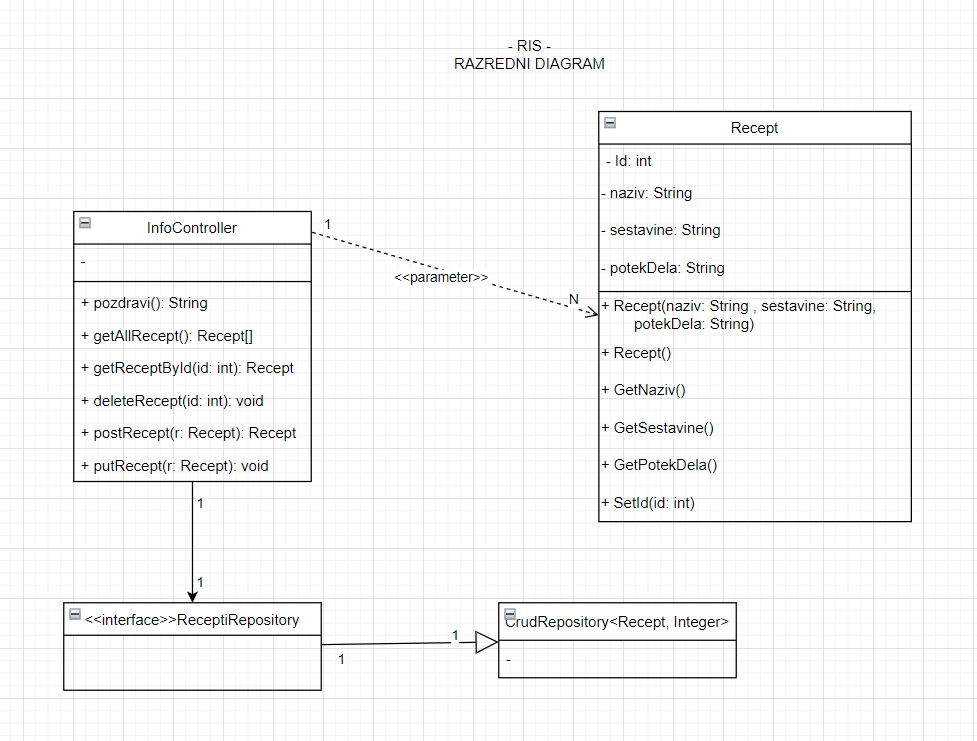 - RIS -
RAZREDNI DIAGRAM
Recept
- Id: int
- naziv: String
- sestavine: String
- potekDela: String
+ Recept(naziv: String , sestavine: String,
potekDela: String)
+ Recept()
+ GetNaziv()
+ GetSestavine()
+ GetPotekDela()
+ SetId(id: int)
InfoController
-
+ pozdravi(): String
+ getAllRecept(): Recept[]
+ getReceptById(id: int): Recept
+ deleteRecept(id: int): void
+ postRecept(r: Recept): Recept
+ putRecept(r: Recept): void
1
<<parameter>>
N
1
1
<<interface>>ReceptiRepository
1
1
CrudRepository<Recept, Integer>
-